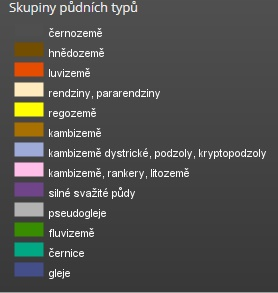 Skupiny půdních typů
černozemě
hnědozemě
luvizemě
rendziny, pararendziny
regozemě
kambizemě
kambizemě dystrické, podzoly, kryptopodzoly
kambizemě, rankery, litozemě
silné svažité půdy
pseudogleje
fluvizemě
černice
gleje